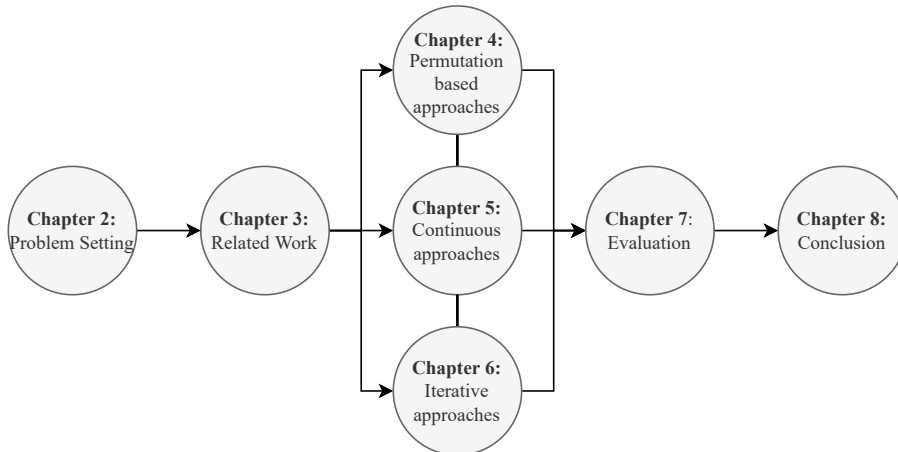 Chapter 2:
Problem Setting
Chapter 3:
Related Work
Chapter 4:
Permutation
based
approaches
Chapter 5:
Continuous
approaches
Chapter 6:
Iterative
approaches
Chapter 7:
Evaluation
Chapter 8:
Conclusion